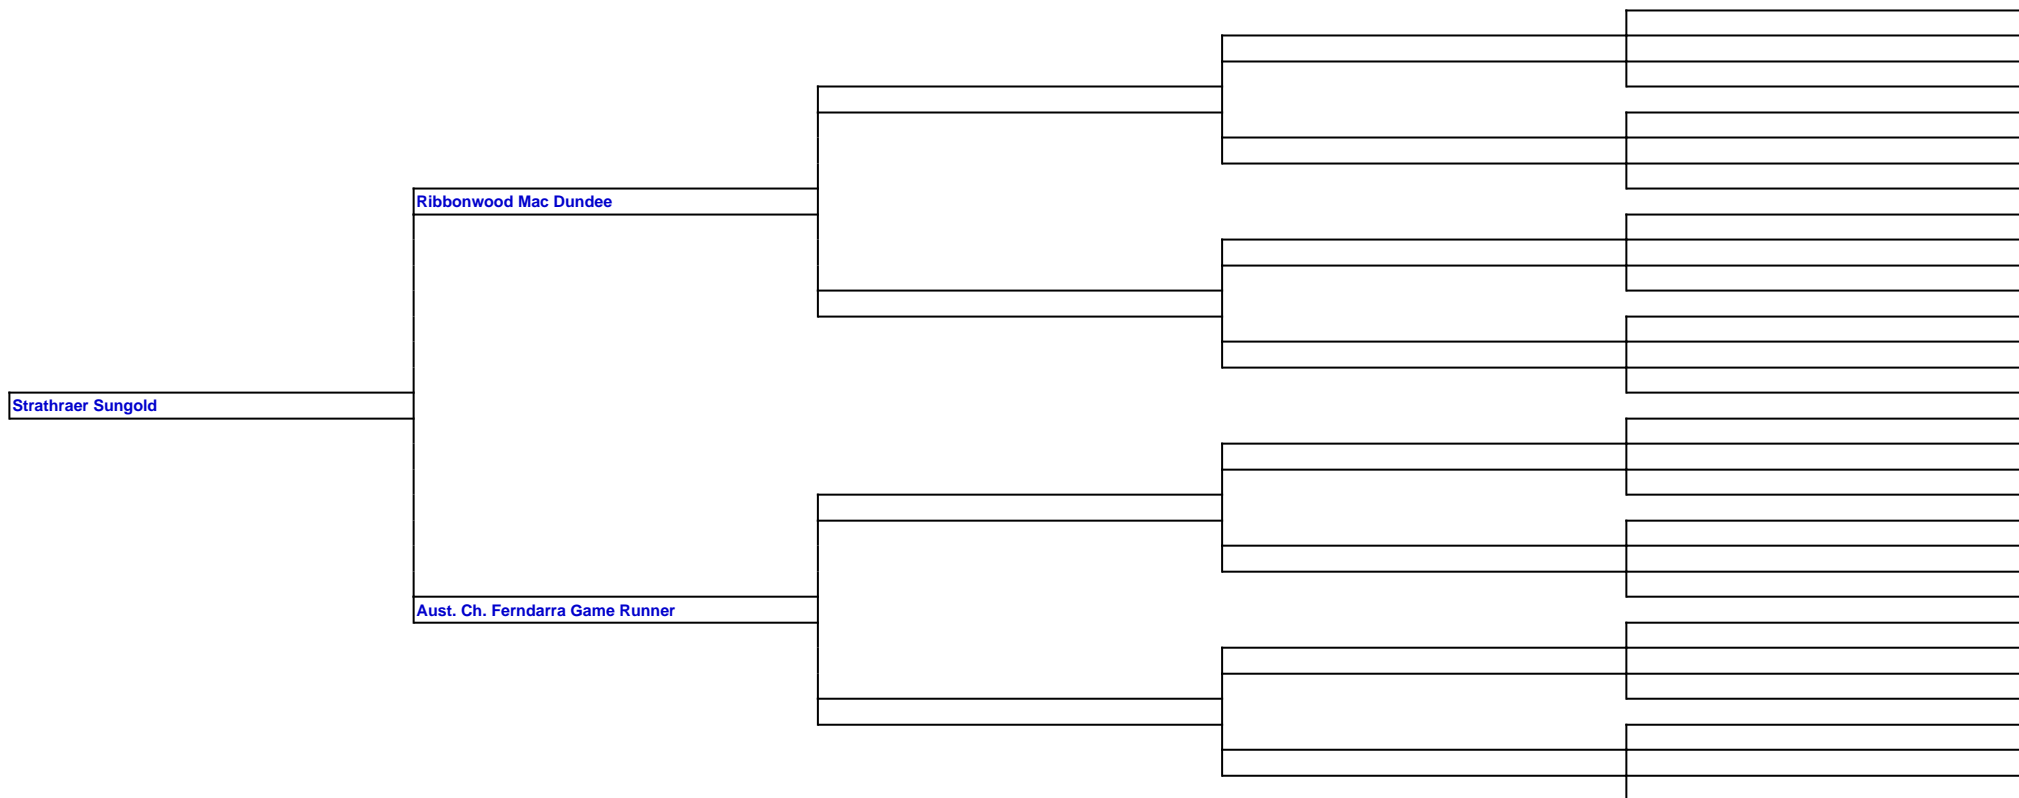 Ribbonwood Mac Dundee
Strathraer Sungold
Aust. Ch. Ferndarra Game Runner